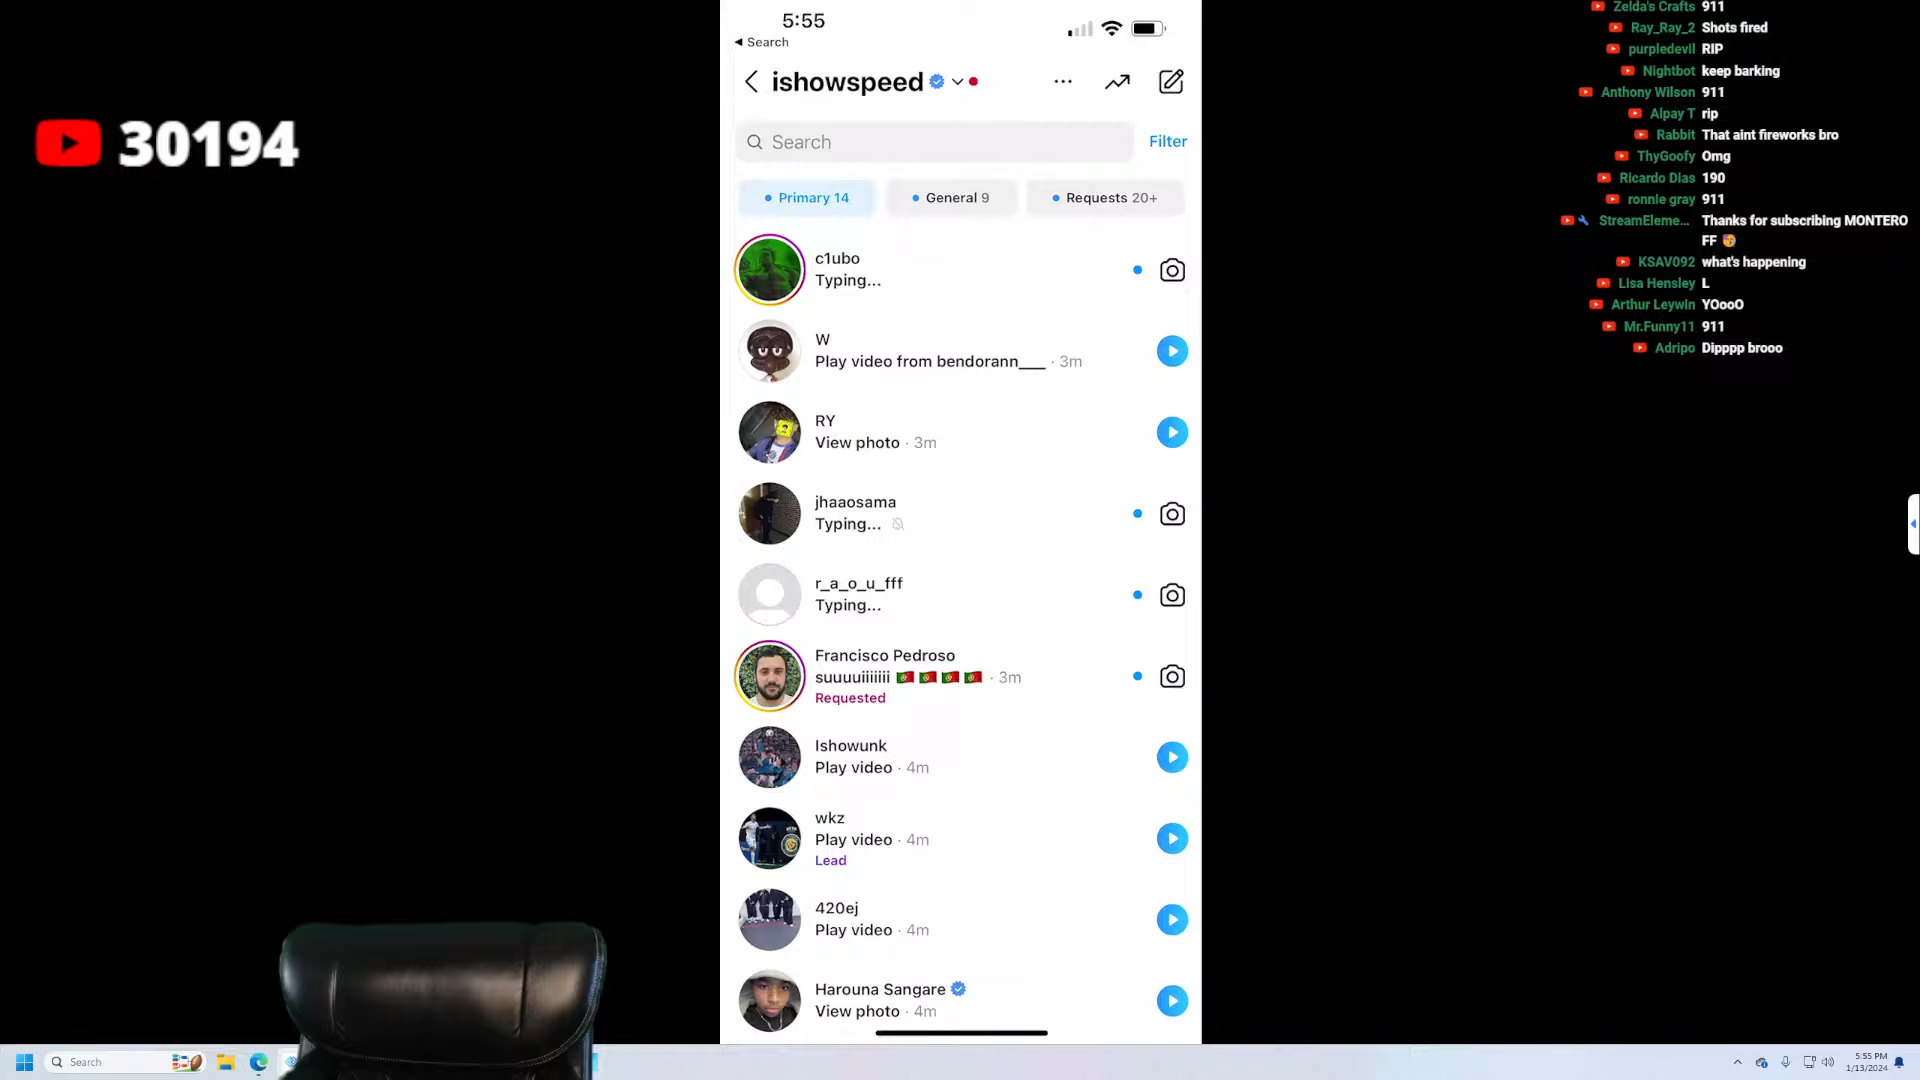 30194
5:55
Search
ishowspeed
Search
Filter
Primary 14
General 9
Requests 20+
c1ubo
Typing...
W
Play video from bendorann___ · 3m
RY
View photo · 3m
jhaaosama
Typing...
r_a_o_u_fff
Typing...
Francisco Pedroso
suuuuiiiiiii 🇵🇹 🇵🇹 🇵🇹 🇵🇹 · 3m
Requested
Ishowunk
Play video · 4m
wkz
Play video · 4m
Lead
420ej
Play video · 4m
Harouna Sangare
View photo · 4m
Zelda's Crafts 911
Ray_Ray_2 Shots fired
purpledevil RIP
Nightbot keep barking
Anthony Wilson 911
Alpay T rip
Rabbit That aint fireworks bro
ThyGoofy Omg
Ricardo Dias 190
ronnie gray 911
StreamEleme... Thanks for subscribing MONTERO
FF
KSAV092 what's happening
Lisa Hensley L
Arthur Leywin YOooO
Mr.Funny11 911
Adripo Dipppp brooo
Search
5:55 PM
1/13/2024